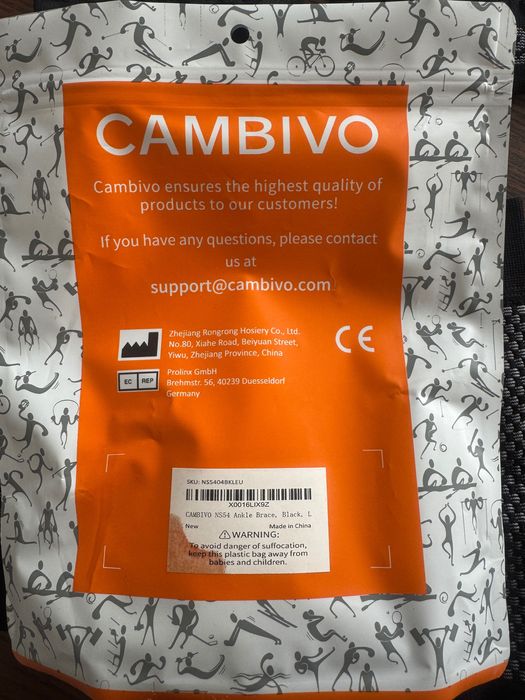 CAMBIVO
Cambivo ensures the highest quality of
products to our customers!
If you have any questions, please contact
us at
support@cambivo.com
Zhejiang Rongrong Hosiery Co., Ltd.
No.80, Xiahe Road, Beiyuan Street,
Yiwu, Zhejiang Province, China
CE
EC REP
Prolinx GmbH
Brehmstr. 56, 40239 Duesseldorf
Germany
SKU: NS5404BKLEU
X0016LIX9Z
CAMBIVO NS54 Ankle Brace, Black, L
New Made in China
WARNING:
To avoid danger of suffocation,
keep this plastic bag away from
babies and children.